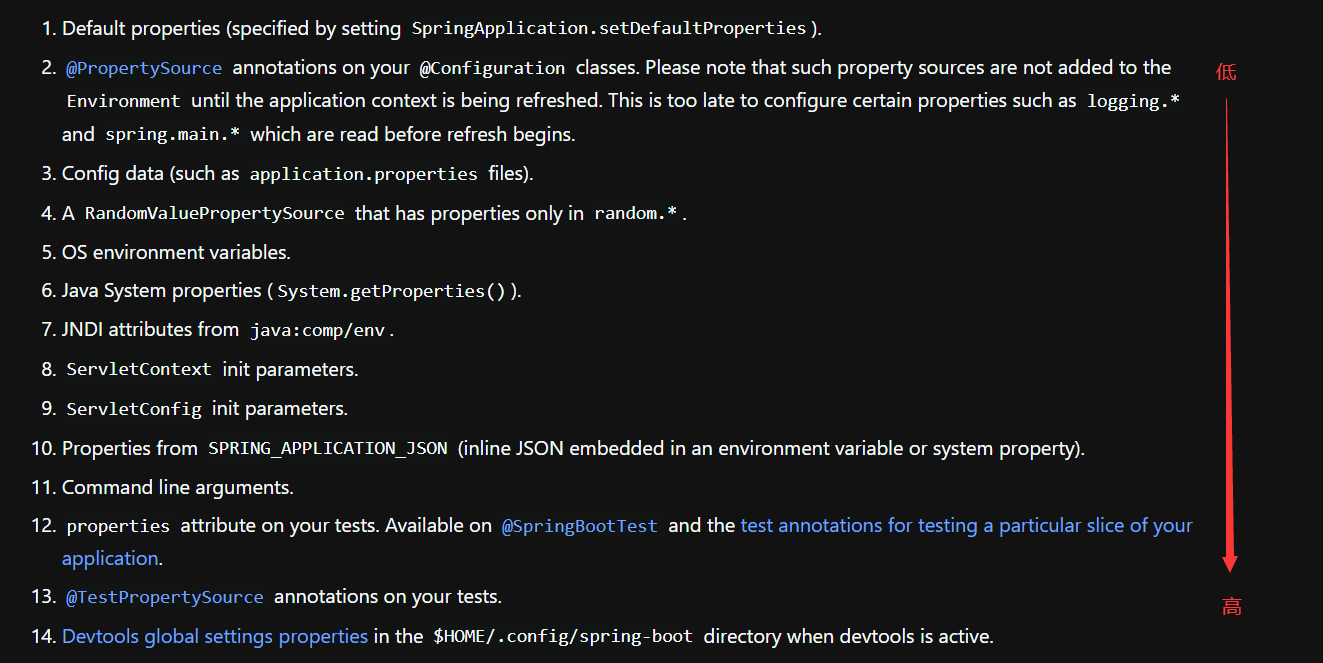 1. Default properties (specified by setting SpringApplication.setDefaultProperties).
2. @PropertySource annotations on your @Configuration classes. Please note that such property sources are not added to the
Environment until the application context is being refreshed. This is too late to configure certain properties such as logging.*
and spring.main.* which are read before refresh begins.
低
3. Config data (such as application.properties files).
4. A RandomValuePropertySource that has properties only in random.*.
5. OS environment variables.
6. Java System properties (System.getProperties()).
7. JNDI attributes from java:comp/env.
8. ServletContext init parameters.
9. ServletConfig init parameters.
10. Properties from SPRING_APPLICATION_JSON (inline JSON embedded in an environment variable or system property).
11. Command line arguments.
12. properties attribute on your tests. Available on @SpringBootTest and the test annotations for testing a particular slice of your
application.
13. @TestPropertySource annotations on your tests.
高
14. Devtools global settings properties in the $HOME/.config/spring-boot directory when devtools is active.